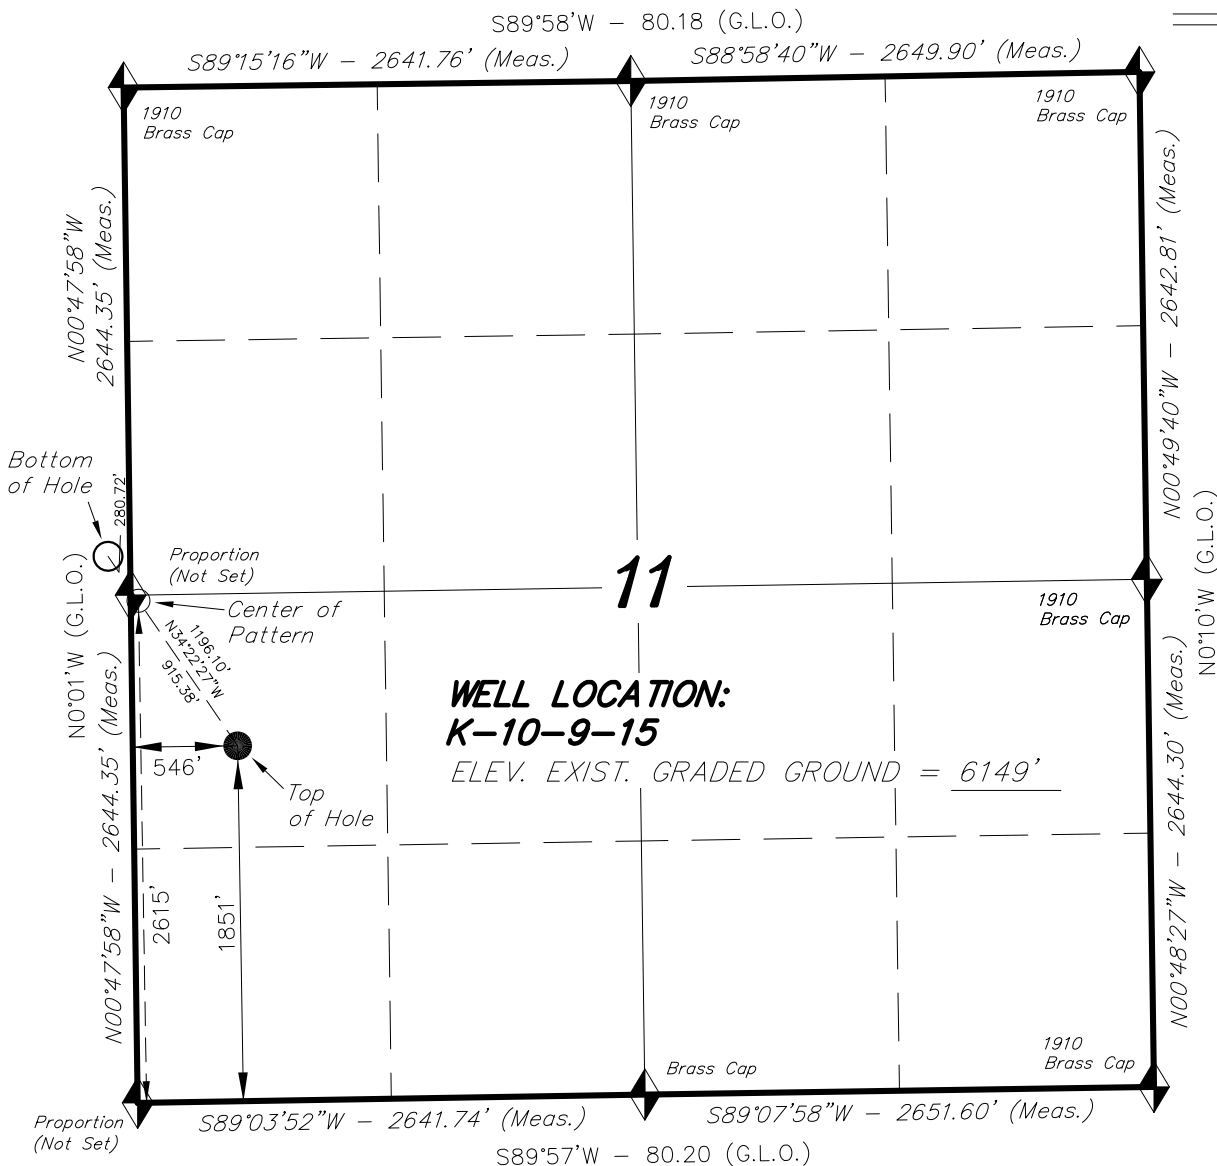 S89°58'W - 80.18 (G.L.O.)
S89°15'16"W - 2641.76' (Meas.)
S88°58'40"W - 2649.90' (Meas.)
1910
Brass Cap
1910
Brass Cap
1910
Brass Cap
N00°47'58"W
2644.35' (Meas.)
N00°49'40"W - 2642.81' (Meas.)
Bottom
of Hole
280.72'
N0°01'W (G.L.O.)
N0°10'W (G.L.O.)
Proportion
(Not Set)
11
Center of
Pattern
1910
Brass Cap
1196.10'
N34°22'27"W
915.38'
WELL LOCATION:
K-10-9-15
ELEV. EXIST. GRADED GROUND = 6149'
546'
Top
of Hole
N00°47'58"W - 2644.35' (Meas.)
2615'
1851'
N00°48'27"W - 2644.30' (Meas.)
Brass Cap
1910
Brass Cap
Proportion
(Not Set)
S89°03'52"W - 2641.74' (Meas.)
S89°07'58"W - 2651.60' (Meas.)
S89°57'W - 80.20 (G.L.O.)